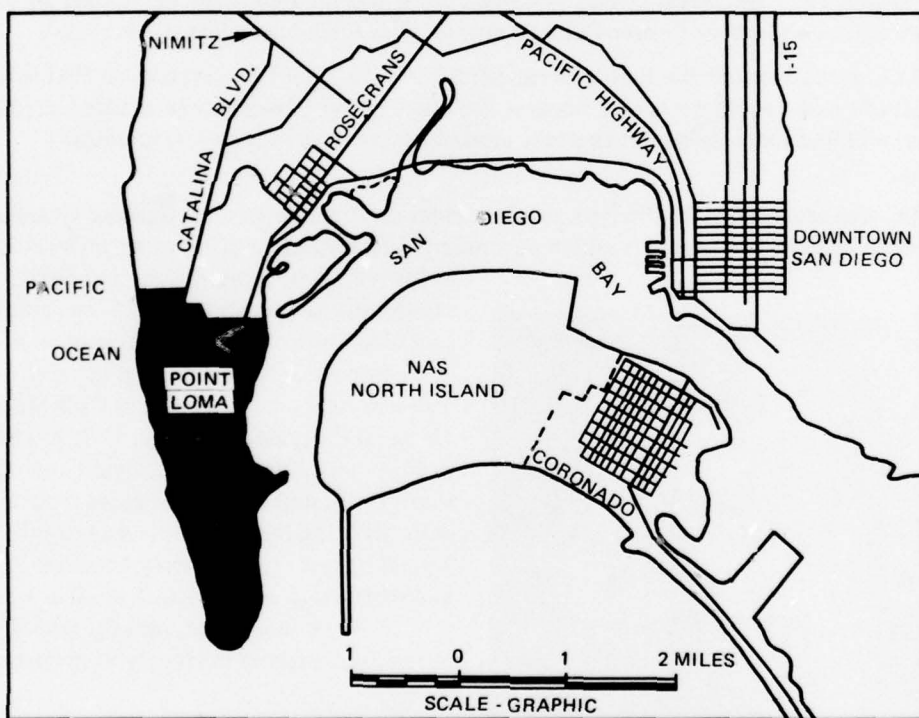 NIMITZ
CATALINA BLVD.
ROSECRANS
PACIFIC HIGHWAY
I-15
SAN DIEGO BAY
DOWNTOWN
SAN DIEGO
PACIFIC
OCEAN
POINT
LOMA
NAS
NORTH ISLAND
CORONADO
1 0 1 2 MILES
SCALE - GRAPHIC